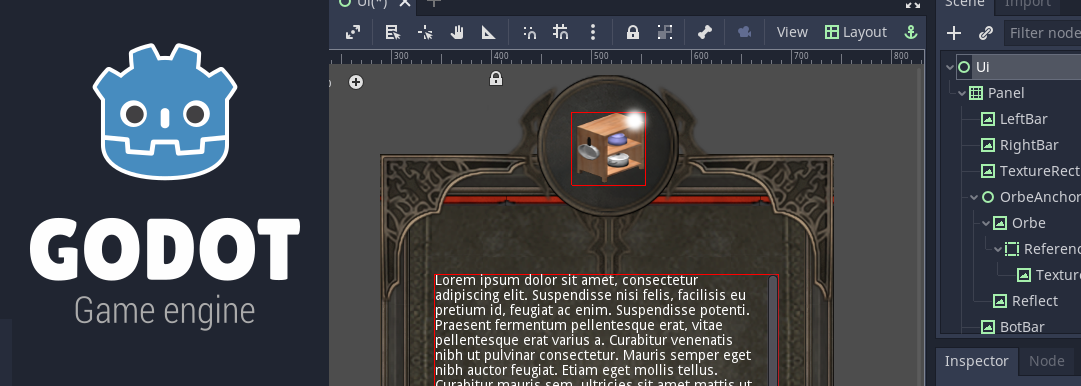 GODOT
Game engine
Ui(*)
View
Layout
300
400
500
600
700
800
Lorem ipsum dolor sit amet, consectetur
adipiscing elit. Suspendisse nisi felis, facilisis eu
pretium id, feugiat ac enim. Suspendisse potenti.
Praesent fermentum pellentesque erat, vitae
pellentesque erat varius a. Curabitur venenatis
nibh ut pulvinar consectetur. Mauris semper eget
nibh auctor feugiat. Etiam eget mollis tellus.
Curabitur mauris sem, ultricies sit amet mattis ut
Scene
Import
Filter node
Ui
Panel
LeftBar
RightBar
TextureRect
OrbeAnchor
Orbe
Referenc
Texture
Reflect
BotBar
Inspector
Node